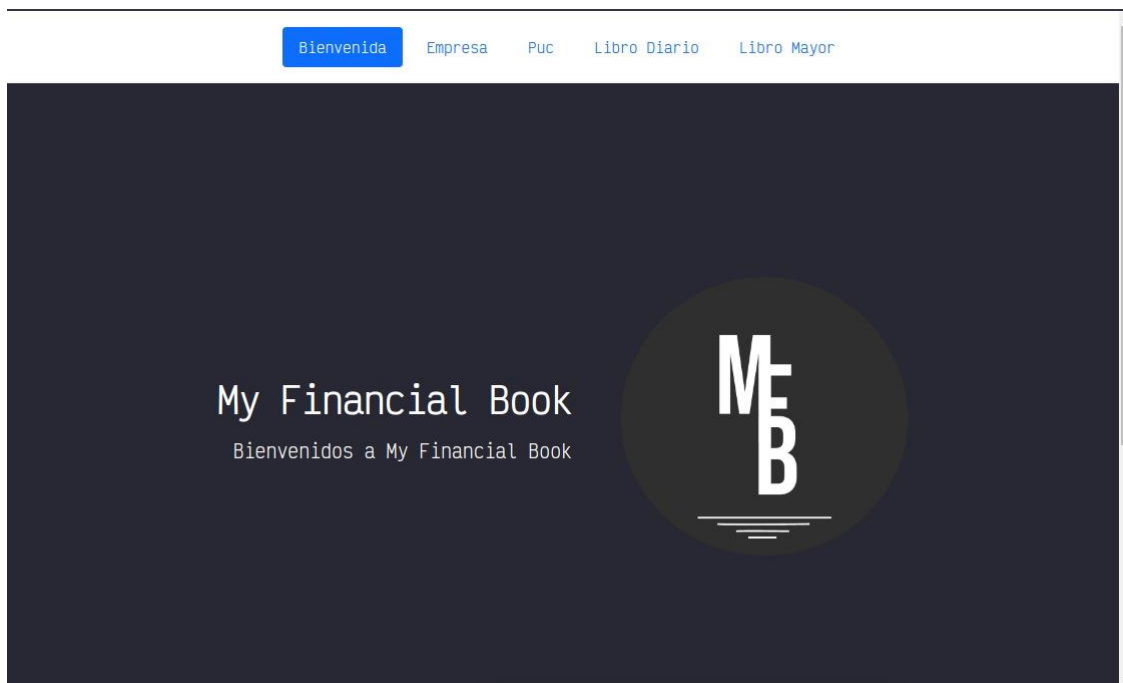 Bienvenida Empresa Puc Libro Diario Libro Mayor
My Financial Book
Bienvenidos a My Financial Book
MFB